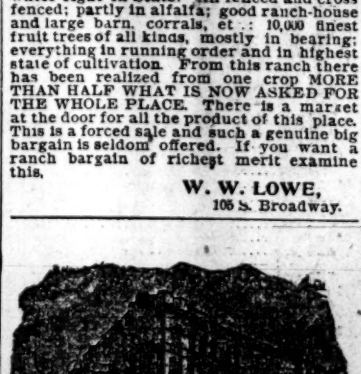 fenced; partly in alfalfa; good ranch-house
and large barn, corrals, et .: 10,000 finest
fruit trees of all kinds, mostly in bearing;
everything in running order and in highest
state of cultivation. From this ranch there
has been realized from one crop MORE
THAN HALF WHAT IS NOW ASKED FOR
THE WHOLE PLACE. There is a market
at the door for all the product of this place.
This is a forced sale and such a genuine big
bargain is seldom offered. If you want a
ranch bargain of richest merit examine
this,
W. W. LOWE,
105 S. Broadway.